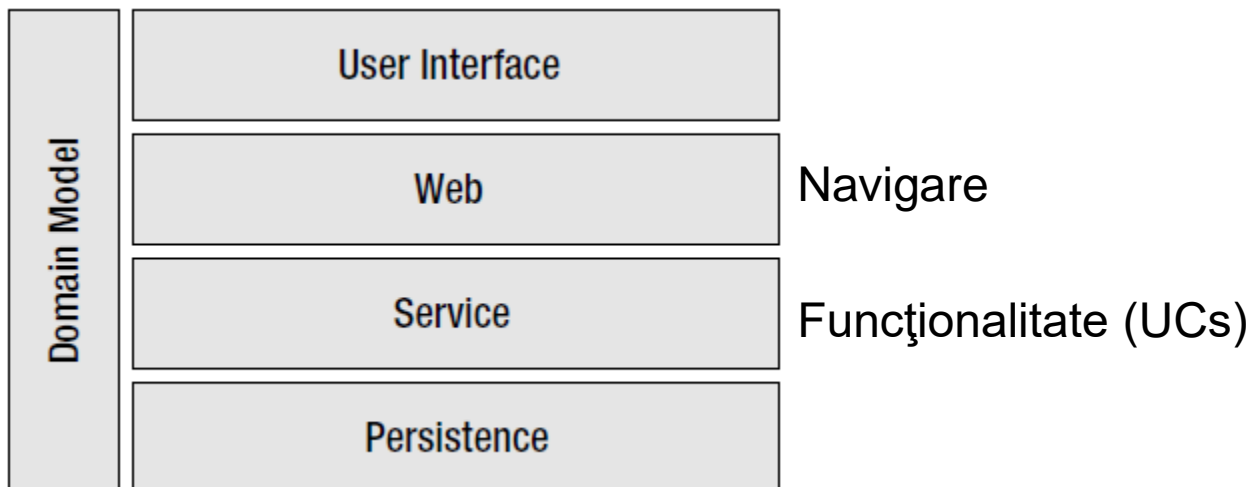 User Interface
Domain Model
Web
Navigare
Service
Funcţionalitate (UCs)
Persistence